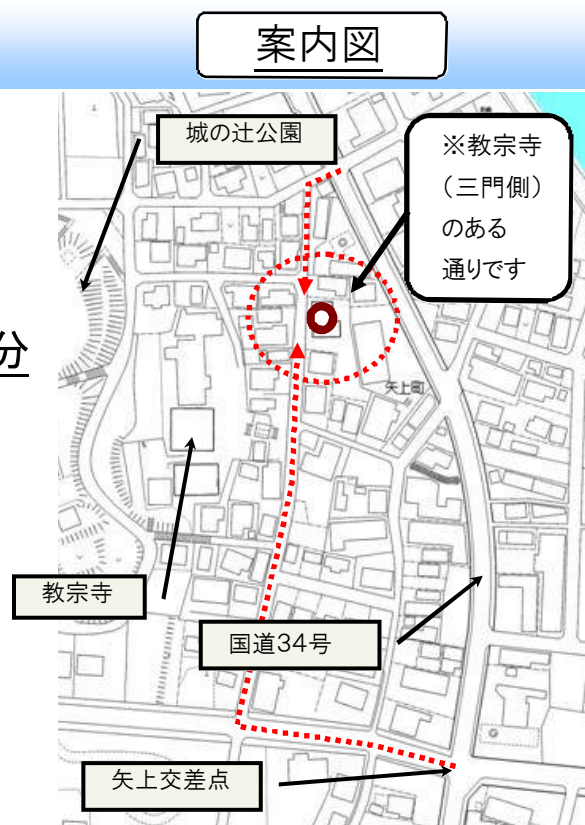 案内図
城の辻公園
※教宗寺
（三門側）
のある
通りです
分
矢上町
教宗寺
国道34号
矢上交差点